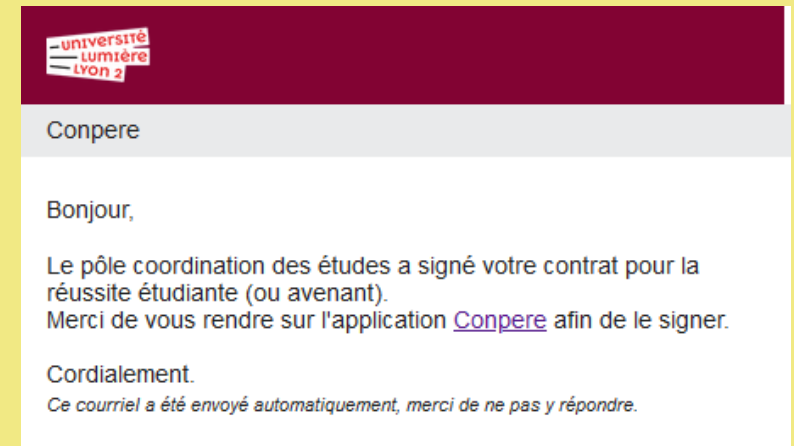 université
Lumière
Lyon 2
Conpere
Bonjour,
Le pôle coordination des études a signé votre contrat pour la
réussite étudiante (ou avenant).
Merci de vous rendre sur l'application Conpere afin de le signer.
Cordialement.
Ce courriel a été envoyé automatiquement, merci de ne pas y répondre.